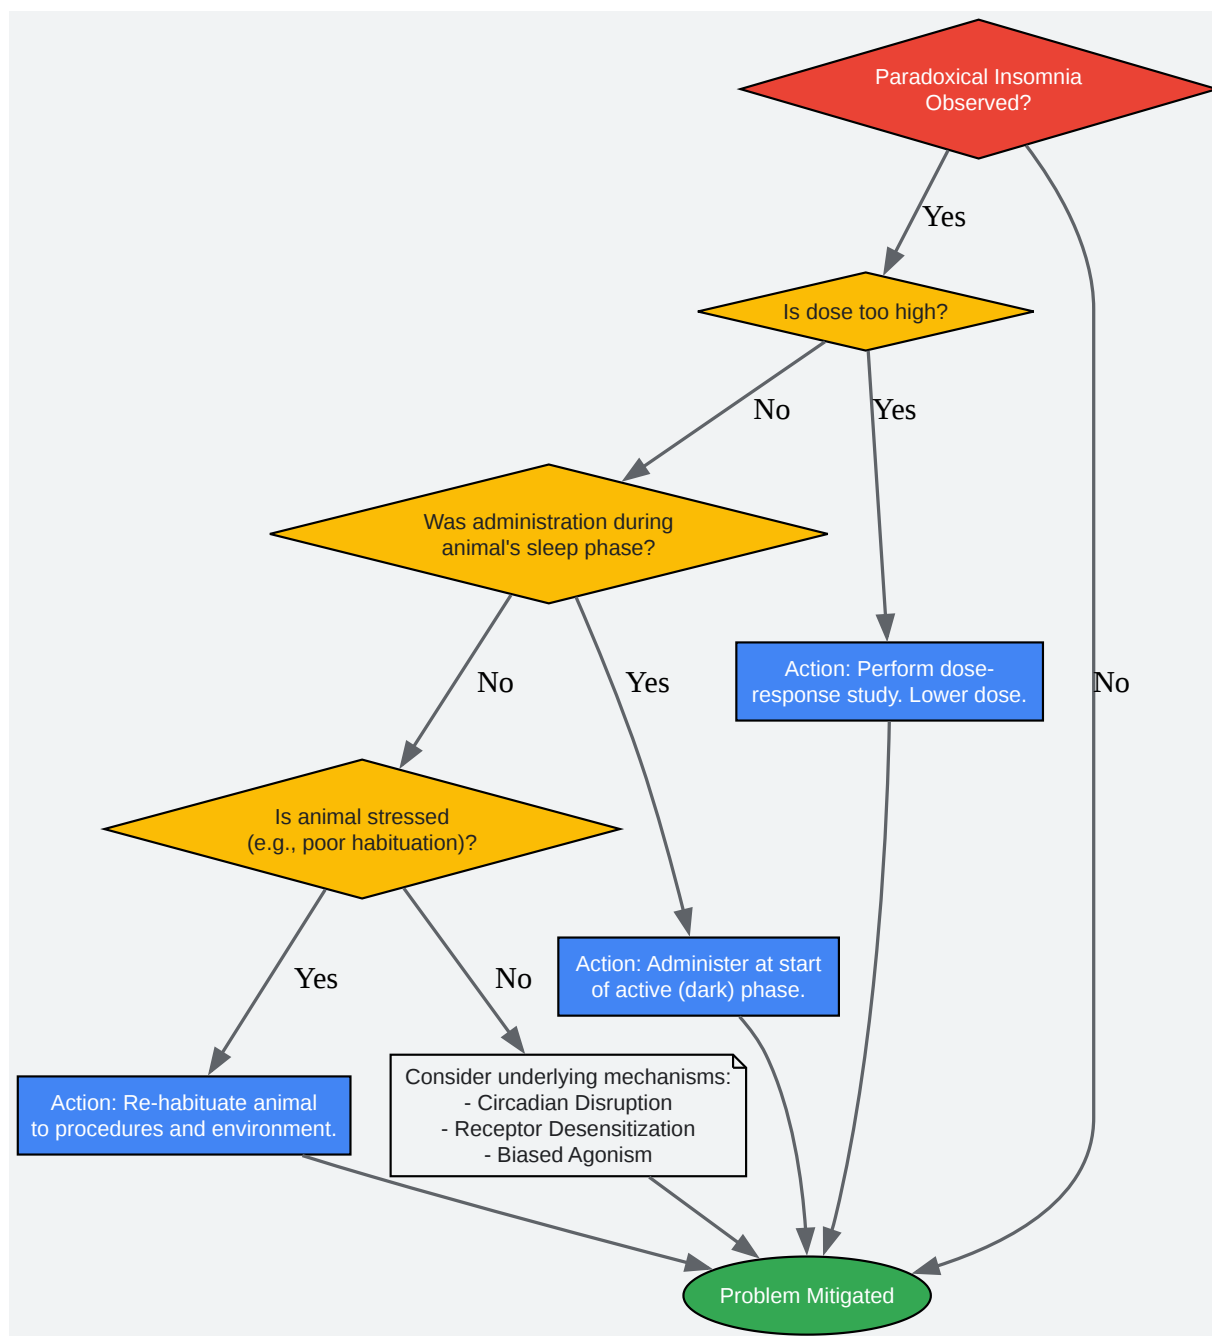 Paradoxical Insomnia
Observed?
Yes
Is dose too high?
No
Yes
Was administration during
animal's sleep phase?
No
Yes
Action: Perform dose-
response study. Lower dose.
No
Is animal stressed
(e.g., poor habituation)?
Yes
No
Action: Administer at start
of active (dark) phase.
Action: Re-habituate animal
to procedures and environment.
Consider underlying mechanisms:
- Circadian Disruption
- Receptor Desensitization
- Biased Agonism
Problem Mitigated